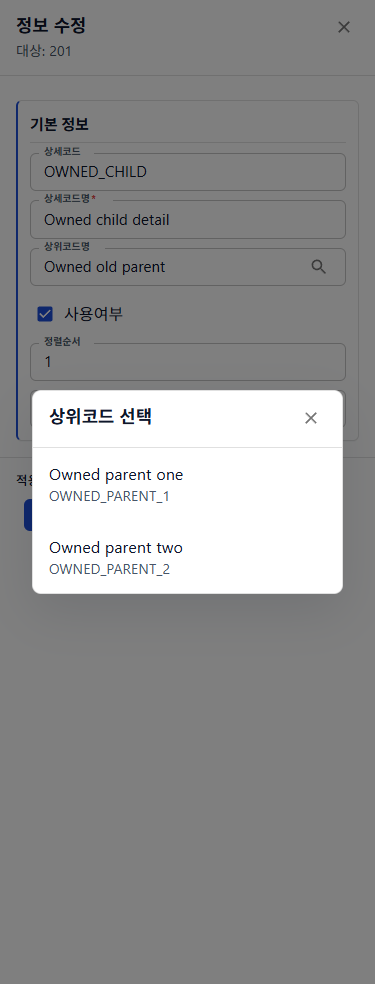 정보 수정
대상: 201
기본 정보
상세코드
OWNED_CHILD
상세코드명 *
Owned child detail
상위코드명
Owned old parent
사용여부
정렬순서
1
상위코드 선택
Owned parent one
OWNED_PARENT_1
Owned parent two
OWNED_PARENT_2